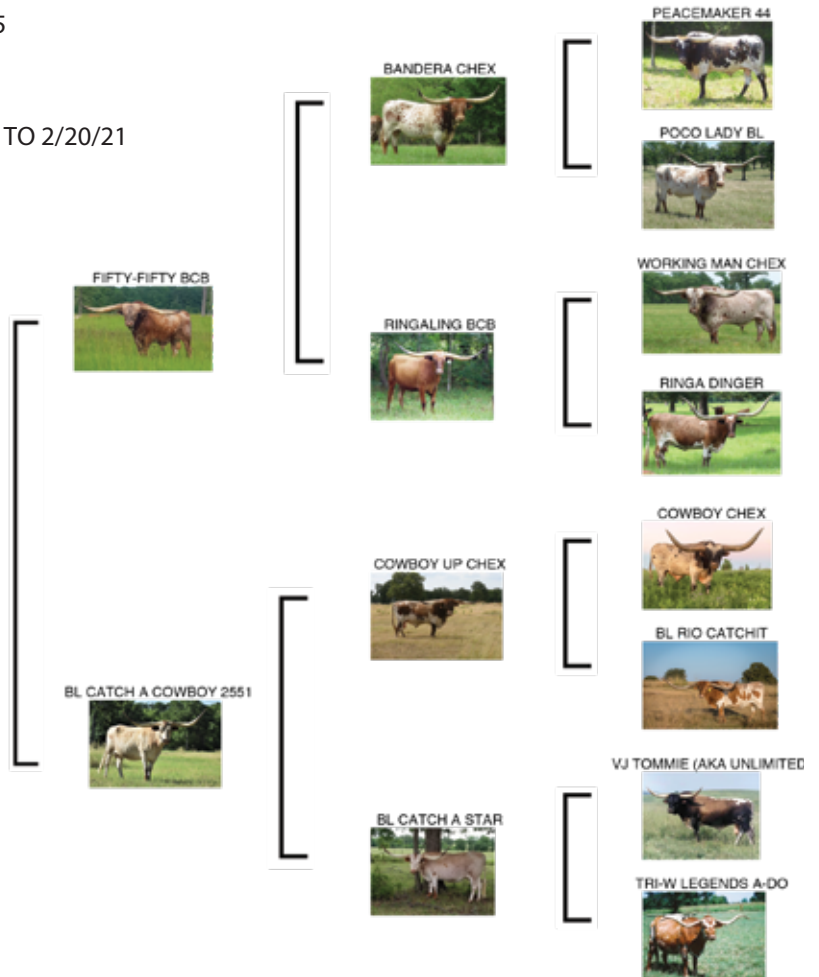 5
TO 2/20/21
PEACEMAKER 44
BANDERA CHEX
POCO LADY BL
FIFTY-FIFTY BCB
WORKING MAN CHEX
RINGALING BCB
RINGA DINGER
COWBOY CHEX
COWBOY UP CHEX
BL RIO CATCHIT
BL CATCH A COWBOY 2551
VJ TOMMIE (AKA UNLIMITED
BL CATCH A STAR
TRI-W LEGENDS A-DO